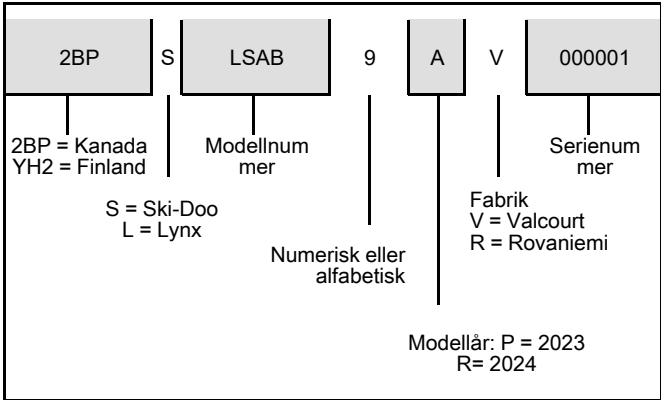 2BP S LSAB 9 A V 000001
2BP = Kanada
YH2 = Finland
Modellnum
mer
Serienum
mer
S = Ski-Doo
L = Lynx
Fabrik
V = Valcourt
R = Rovaniemi
Numerisk eller
alfabetisk
Modellår: P = 2023
R= 2024